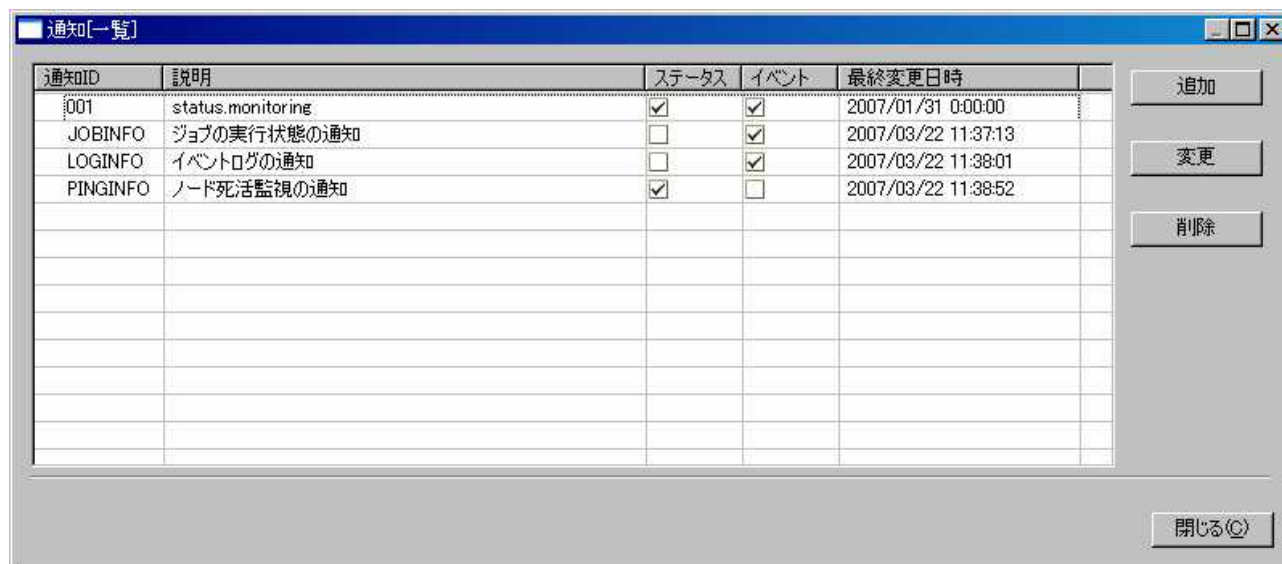 通知[一覧]
通知ID 説明 ステータス イベント 最終変更日時
001 status.monitoring 2007/01/31 0:00:00
JOBINFO ジョブの実行状態の通知 2007/03/22 11:37:13
LOGINFO イベントログの通知 2007/03/22 11:38:01
PINGINFO ノード死活監視の通知 2007/03/22 11:38:52
追加
変更
削除
閉じる(C)